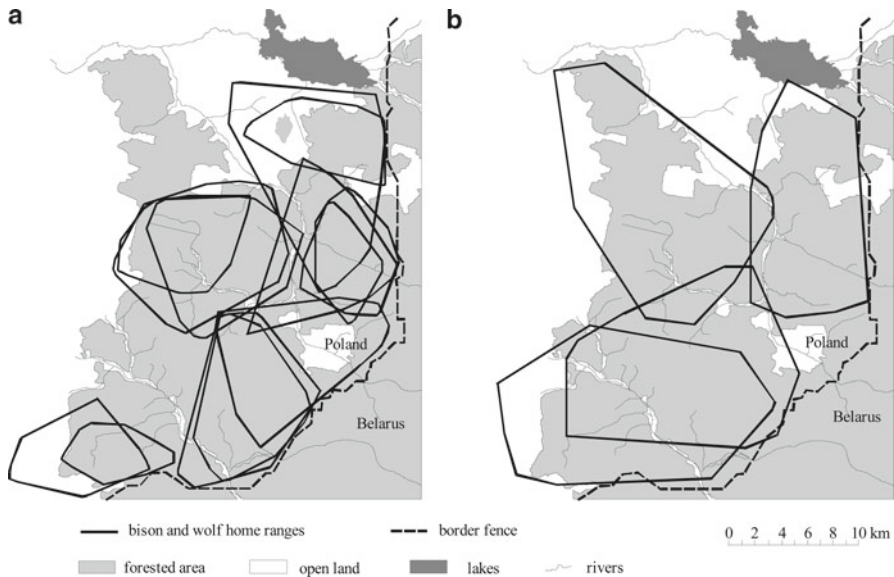 a
b
Poland
Belarus
Poland
Belarus
bison and wolf home ranges
border fence
0 2 4 6 8 10 km
forested area
open land
lakes
rivers